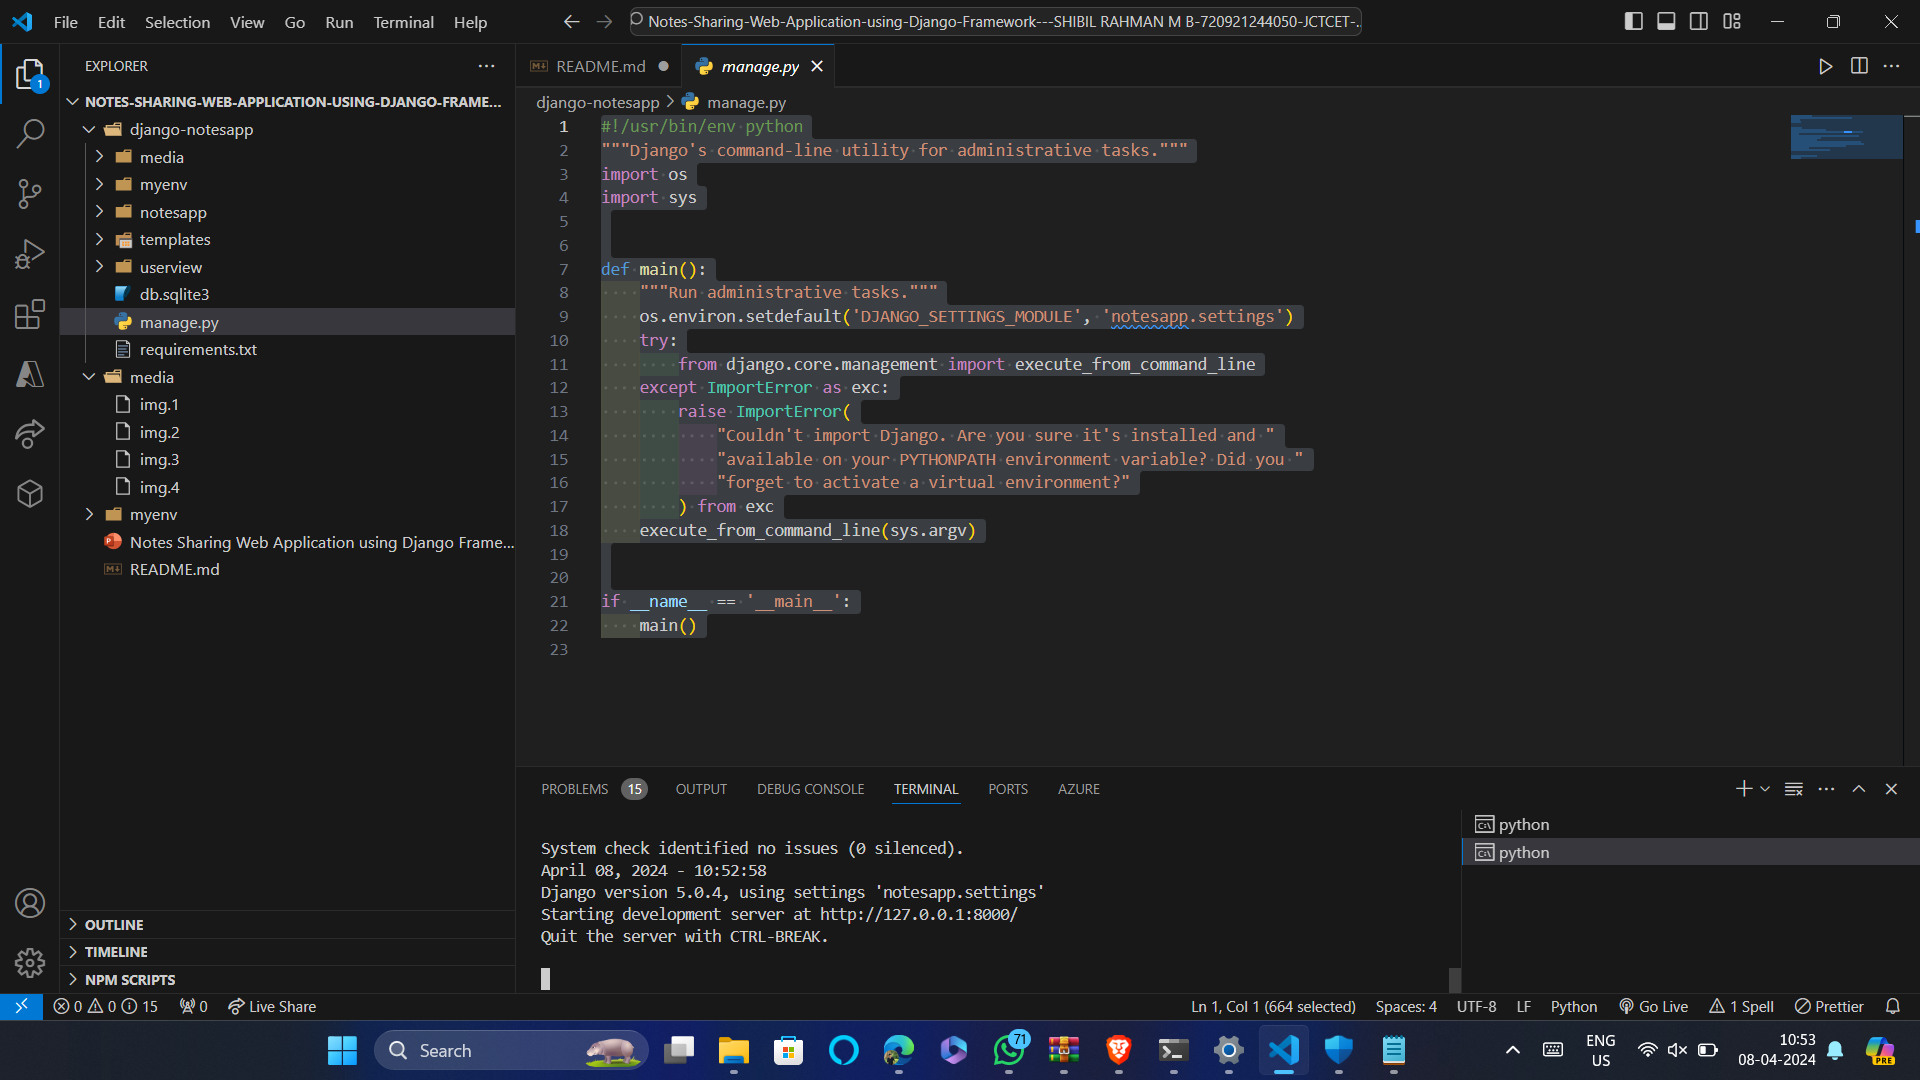 File Edit Selection View Go Run Terminal Help
Notes-Sharing-Web-Application-using-Django-Framework---SHIBIL RAHMAN M B-720921244050-JCTCET-...
EXPLORER
1
NOTES-SHARING-WEB-APPLICATION-USING-DJANGO-FRAME...
django-notesapp
media
myenv
notesapp
templates
userview
db.sqlite3
manage.py
requirements.txt
media
img.1
img.2
img.3
img.4
myenv
Notes Sharing Web Application using Django Frame...
README.md
OUTLINE
TIMELINE
NPM SCRIPTS
README.md
manage.py
django-notesapp > manage.py
1 #!/usr/bin/env python
2 """Django's command-line utility for administrative tasks."""
3 import os
4 import sys
5
6
7 def main():
8 """Run administrative tasks."""
9 os.environ.setdefault('DJANGO_SETTINGS_MODULE', 'notesapp.settings')
10 try:
11 from django.core.management import execute_from_command_line
12 except ImportError as exc:
13 raise ImportError(
14 "Couldn't import Django. Are you sure it's installed and "
15 "available on your PYTHONPATH environment variable? Did you "
16 "forget to activate a virtual environment?"
17 ) from exc
18 execute_from_command_line(sys.argv)
19
20
21 if __name__ == '__main__':
22 main()
23
PROBLEMS 15 OUTPUT DEBUG CONSOLE TERMINAL PORTS AZURE
System check identified no issues (0 silenced).
April 08, 2024 - 10:52:58
Django version 5.0.4, using settings 'notesapp.settings'
Starting development server at http://127.0.0.1:8000/
Quit the server with CTRL-BREAK.
python
python
0 0 15 0 Live Share
Ln 1, Col 1 (664 selected) Spaces: 4 UTF-8 LF Python Go Live 1 Spell Prettier
Search
71
ENG
US
10:53
08-04-2024
PRE